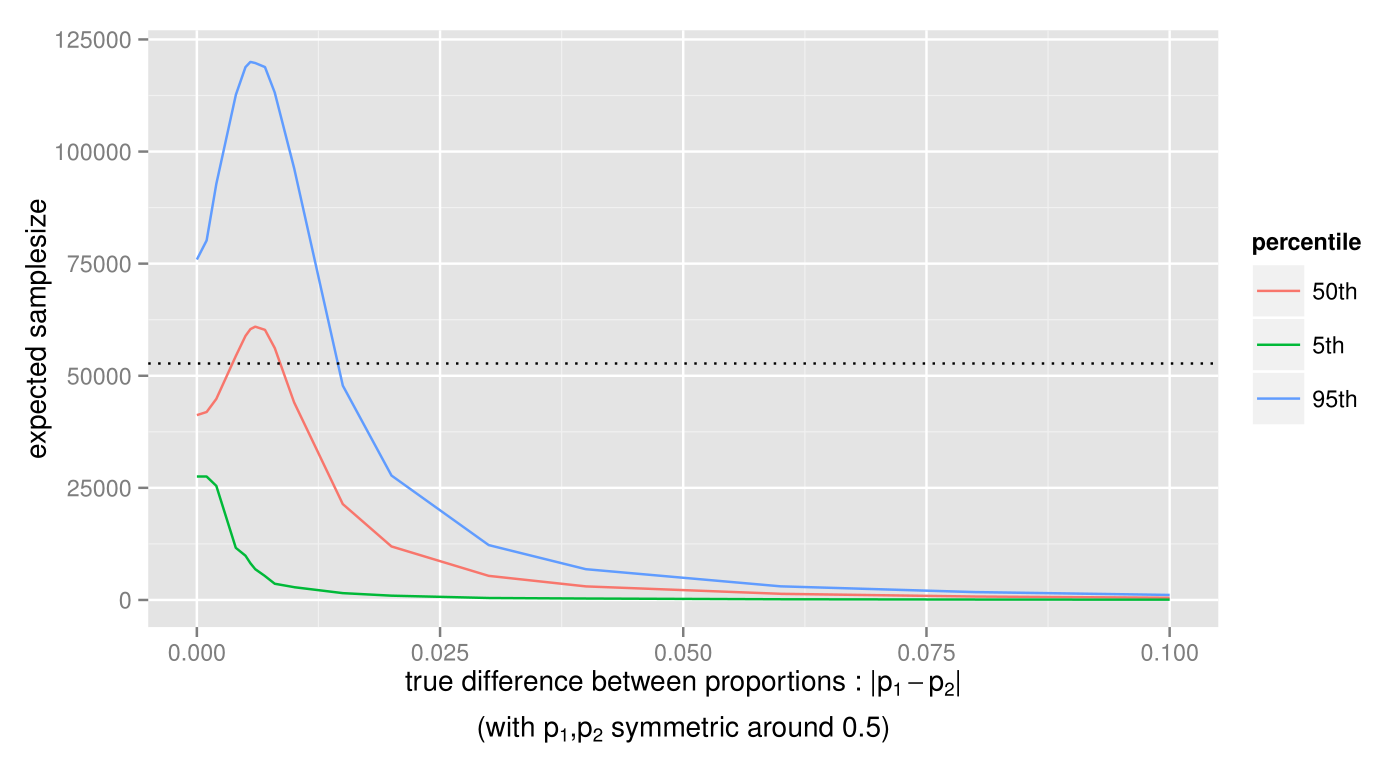 125000
100000
75000
50000
25000
0
expected samplesize
0.000 0.025 0.050 0.075 0.100
true difference between proportions : |p₁−p₂|
(with p₁,p₂ symmetric around 0.5)
percentile
50th
5th
95th